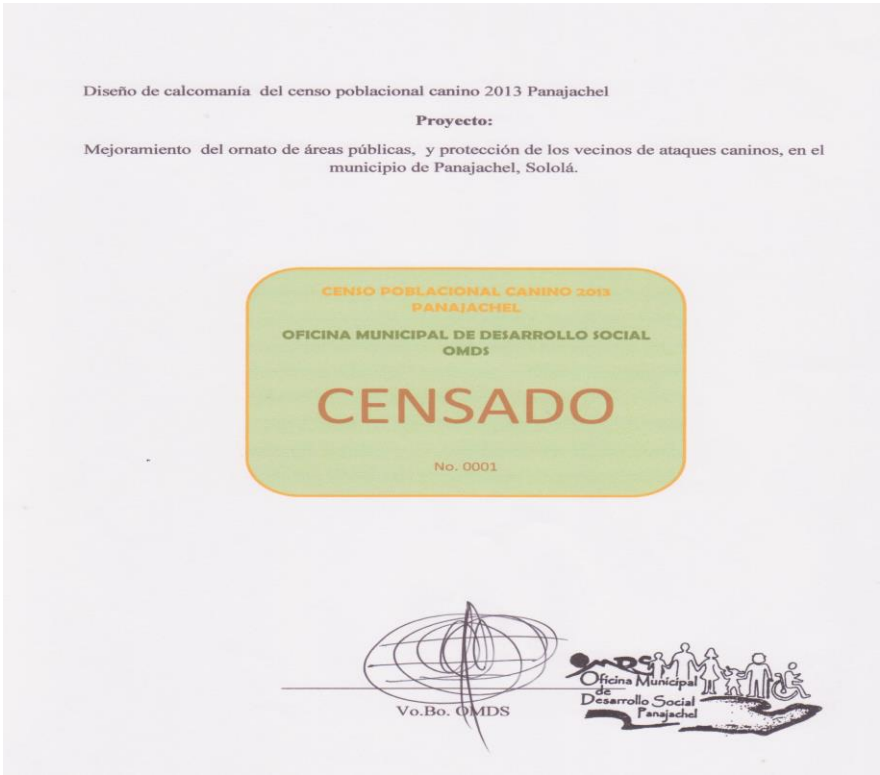 Diseño de calcomanía del censo poblacional canino 2013 Panajachel
Proyecto:
Mejoramiento del ornato de áreas públicas, y protección de los vecinos de ataques caninos, en el
municipio de Panajachel, Sololá.
CENSO POBLACIONAL CANINO 2013
PANAJACHEL
OFICINA MUNICIPAL DE DESARROLLO SOCIAL
OMDS
CENSADO
No. 0001
Vo.Bo. OMDS
OMDS
Oficina Municipal
de
Desarrollo Social
Panajachel